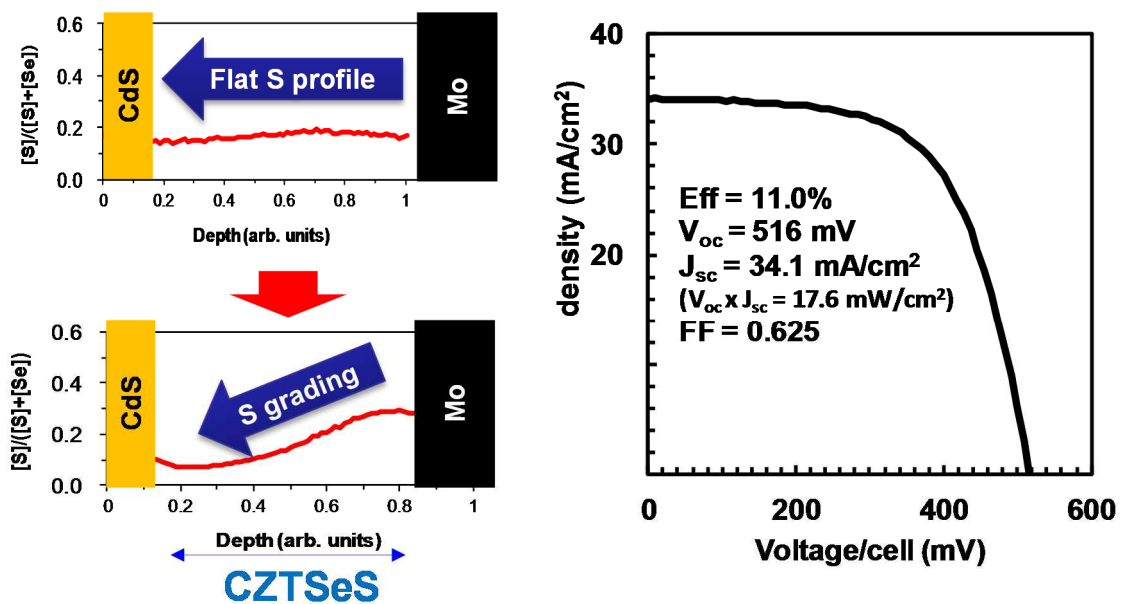 [S]/([S]+[Se])
0.6
0.4
0.2
0.0
CdS
Flat S profile
Mo
0
0.2
0.4
0.6
0.8
1
Depth (arb. units)
[S]/([S]+[Se])
0.6
0.4
0.2
0.0
CdS
S grading
Mo
0
0.2
0.4
0.6
0.8
1
Depth (arb. units)
CZTSeS
density (mA/cm²)
40
30
20
Eff = 11.0%
Voc = 516 mV
Jsc = 34.1 mA/cm²
(Voc x Jsc = 17.6 mW/cm²)
FF = 0.625
0
200
400
600
Voltage/cell (mV)